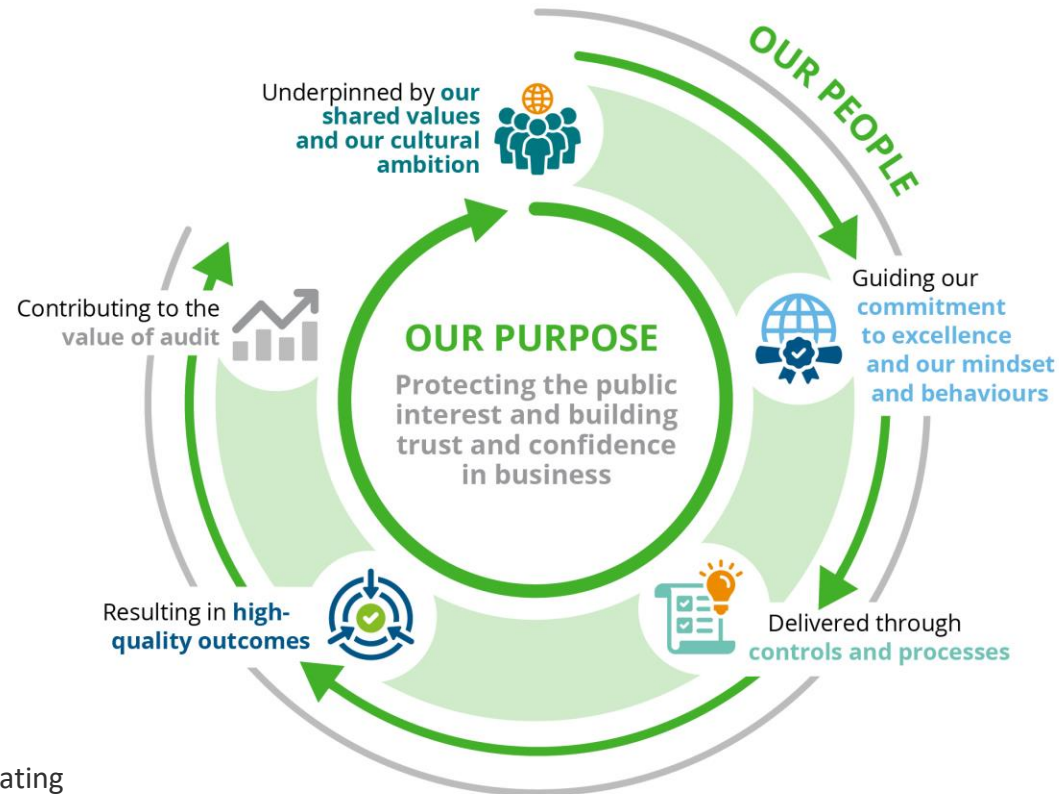 OUR PEOPLE
Underpinned by our
shared values
and our cultural
ambition
Guiding our
commitment
to excellence
and our mindset
and behaviours
Contributing to the
value of audit
OUR PURPOSE
Protecting the public
interest and building
trust and confidence
in business
Resulting in high-
quality outcomes
Delivered through
controls and processes
ating